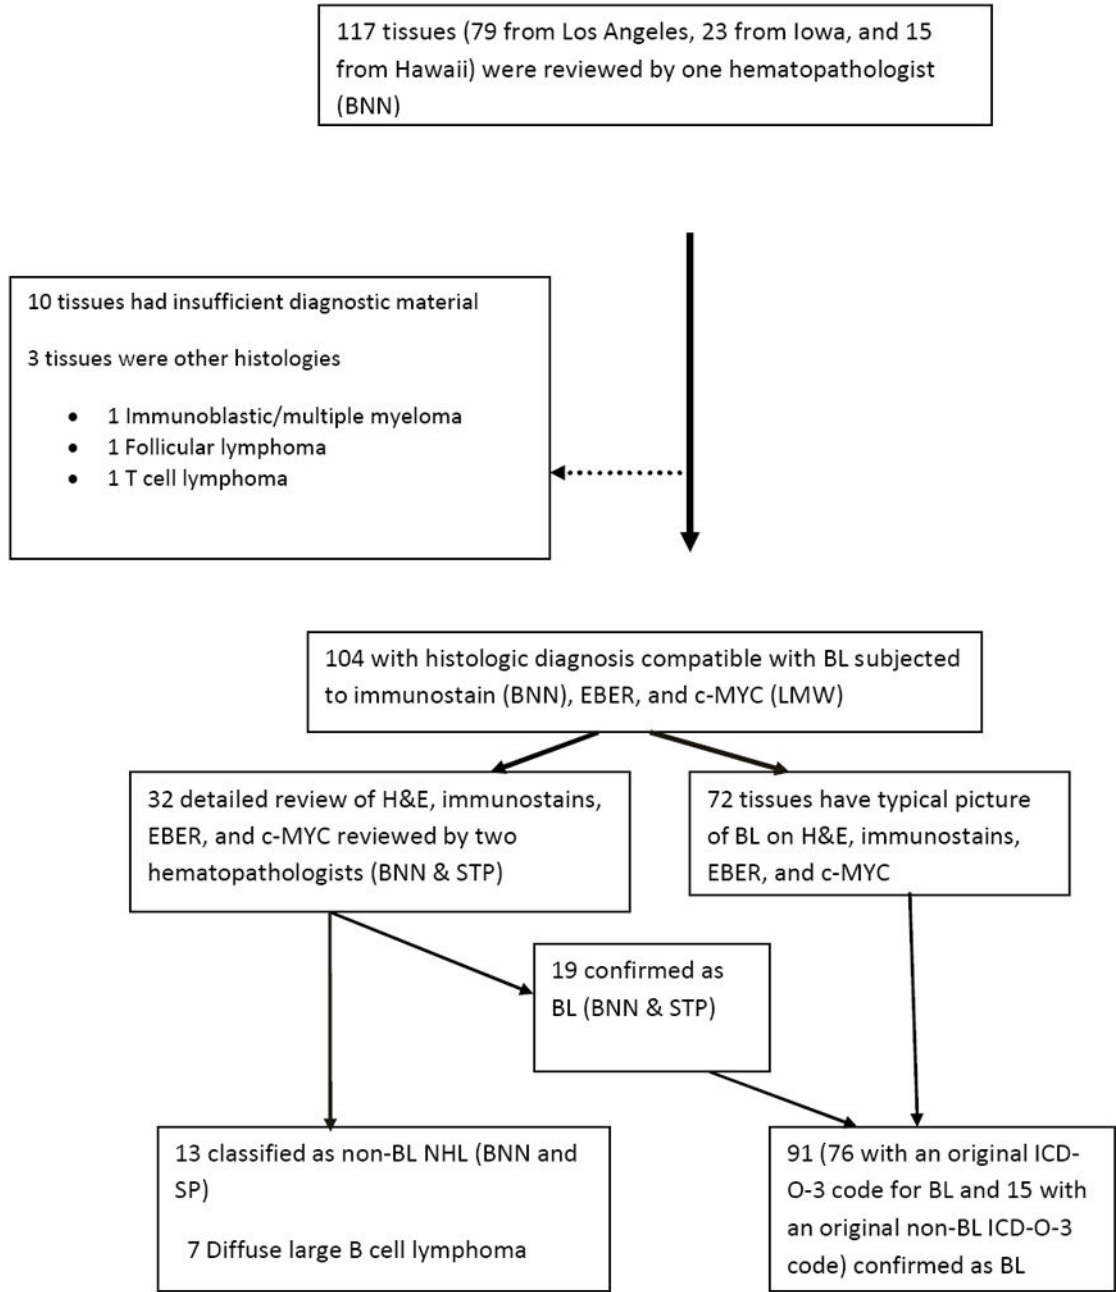 117 tissues (79 from Los Angeles, 23 from Iowa, and 15
from Hawaii) were reviewed by one hematopathologist
(BNN)
10 tissues had insufficient diagnostic material
3 tissues were other histologies
• 1 Immunoblastic/multiple myeloma
• 1 Follicular lymphoma
• 1 T cell lymphoma
104 with histologic diagnosis compatible with BL subjected
to immunostain (BNN), EBER, and c-MYC (LMW)
32 detailed review of H&E, immunostains,
EBER, and c-MYC reviewed by two
hematopathologists (BNN & STP)
72 tissues have typical picture
of BL on H&E, immunostains,
EBER, and c-MYC
19 confirmed as
BL (BNN & STP)
13 classified as non-BL NHL (BNN and
SP)
7 Diffuse large B cell lymphoma
91 (76 with an original ICD-
O-3 code for BL and 15 with
an original non-BL ICD-O-3
code) confirmed as BL